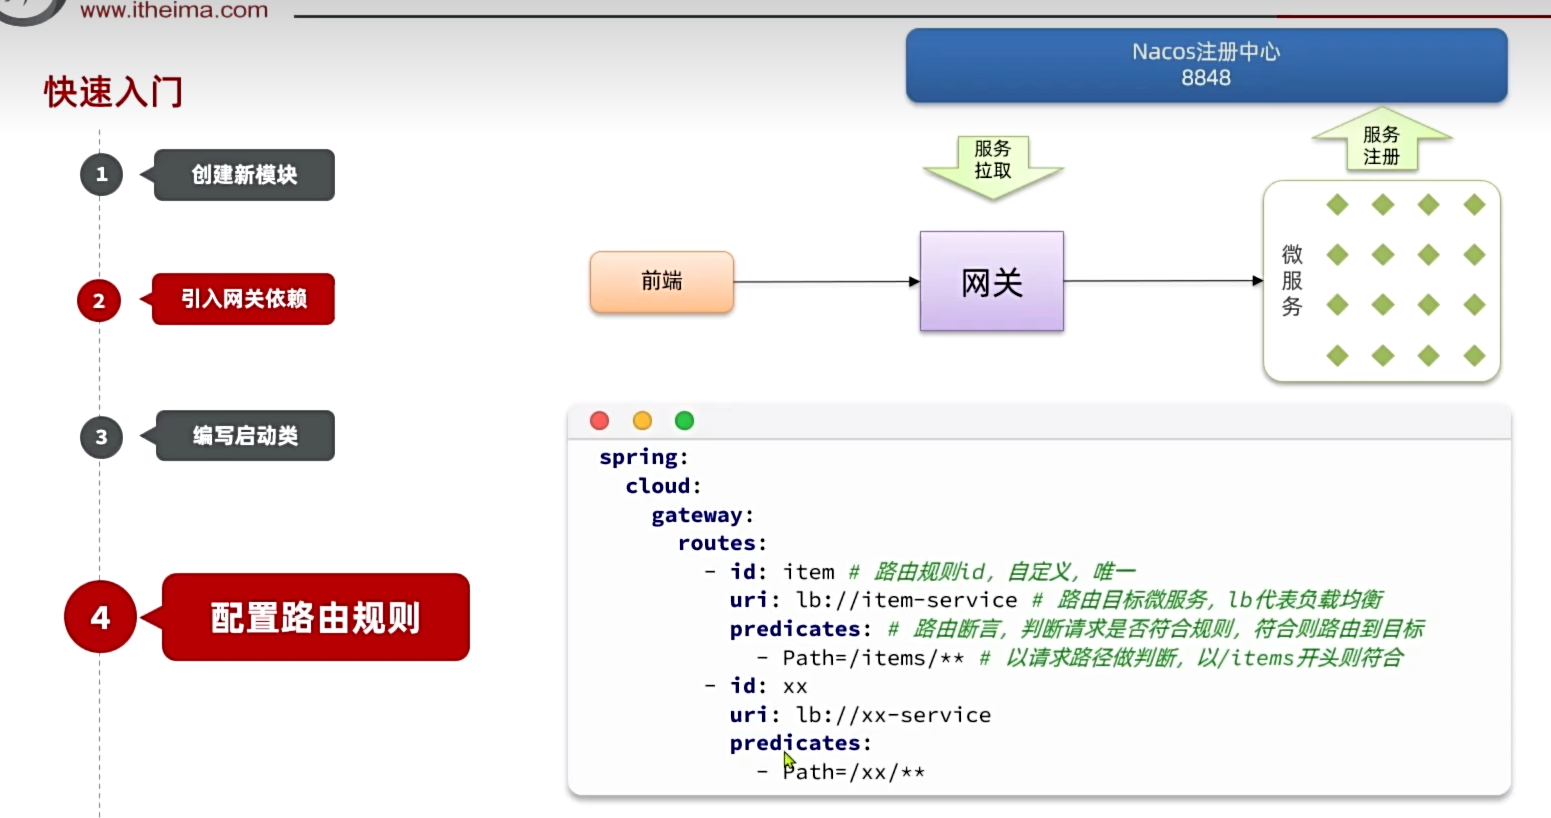 www.itheima.com
快速入门
1
创建新模块
2
引入网关依赖
3
编写启动类
4
配置路由规则
Nacos注册中心
8848
服务
拉取
服务
注册
前端
网关
微
服
务
spring:
cloud:
gateway:
routes:
- id: item # 路由规则id，自定义，唯一
uri: lb://item-service # 路由目标微服务，lb代表负载均衡
predicates: # 路由断言，判断请求是否符合规则，符合则路由到目标
- Path=/items/** # 以请求路径做判断，以/items开头则符合
- id: xx
uri: lb://xx-service
predicates:
- Path=/xx/**